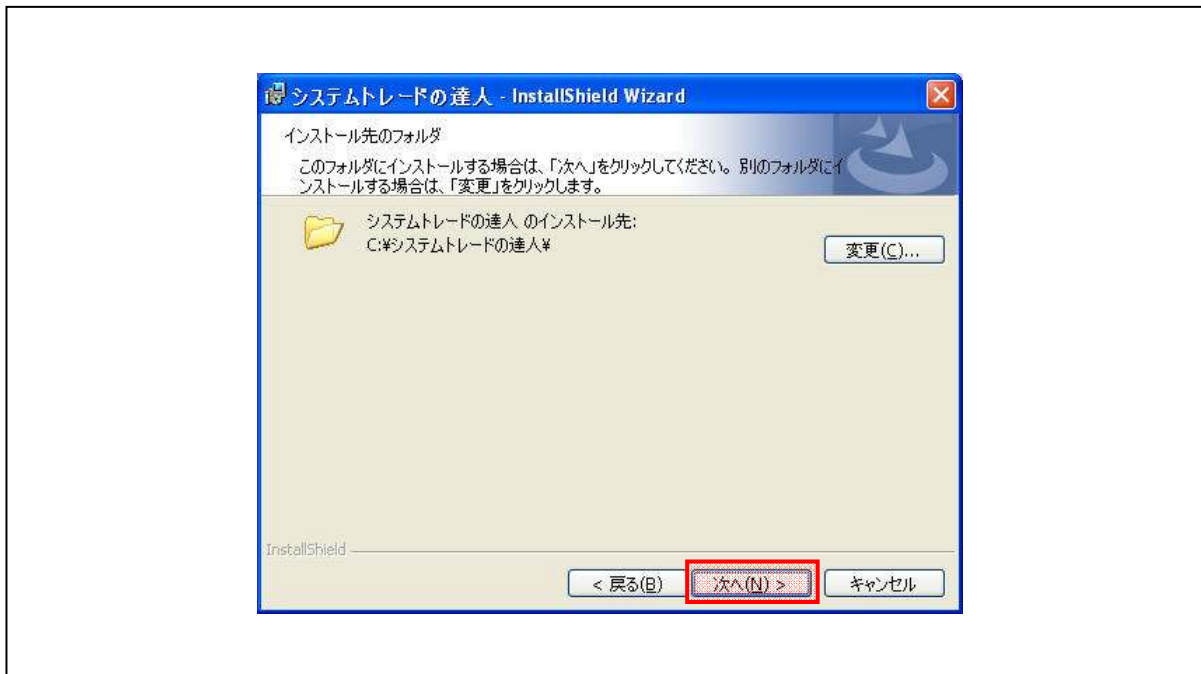 システムトレードの達人 - InstallShield Wizard
インストール先のフォルダ
このフォルダにインストールする場合は、「次へ」をクリックしてください。別のフォルダにイ
ンストールする場合は、「変更」をクリックします。
システムトレードの達人 のインストール先:
C:¥システムトレードの達人¥
変更(C)...
InstallShield
< 戻る(B)
次へ(N) >
キャンセル